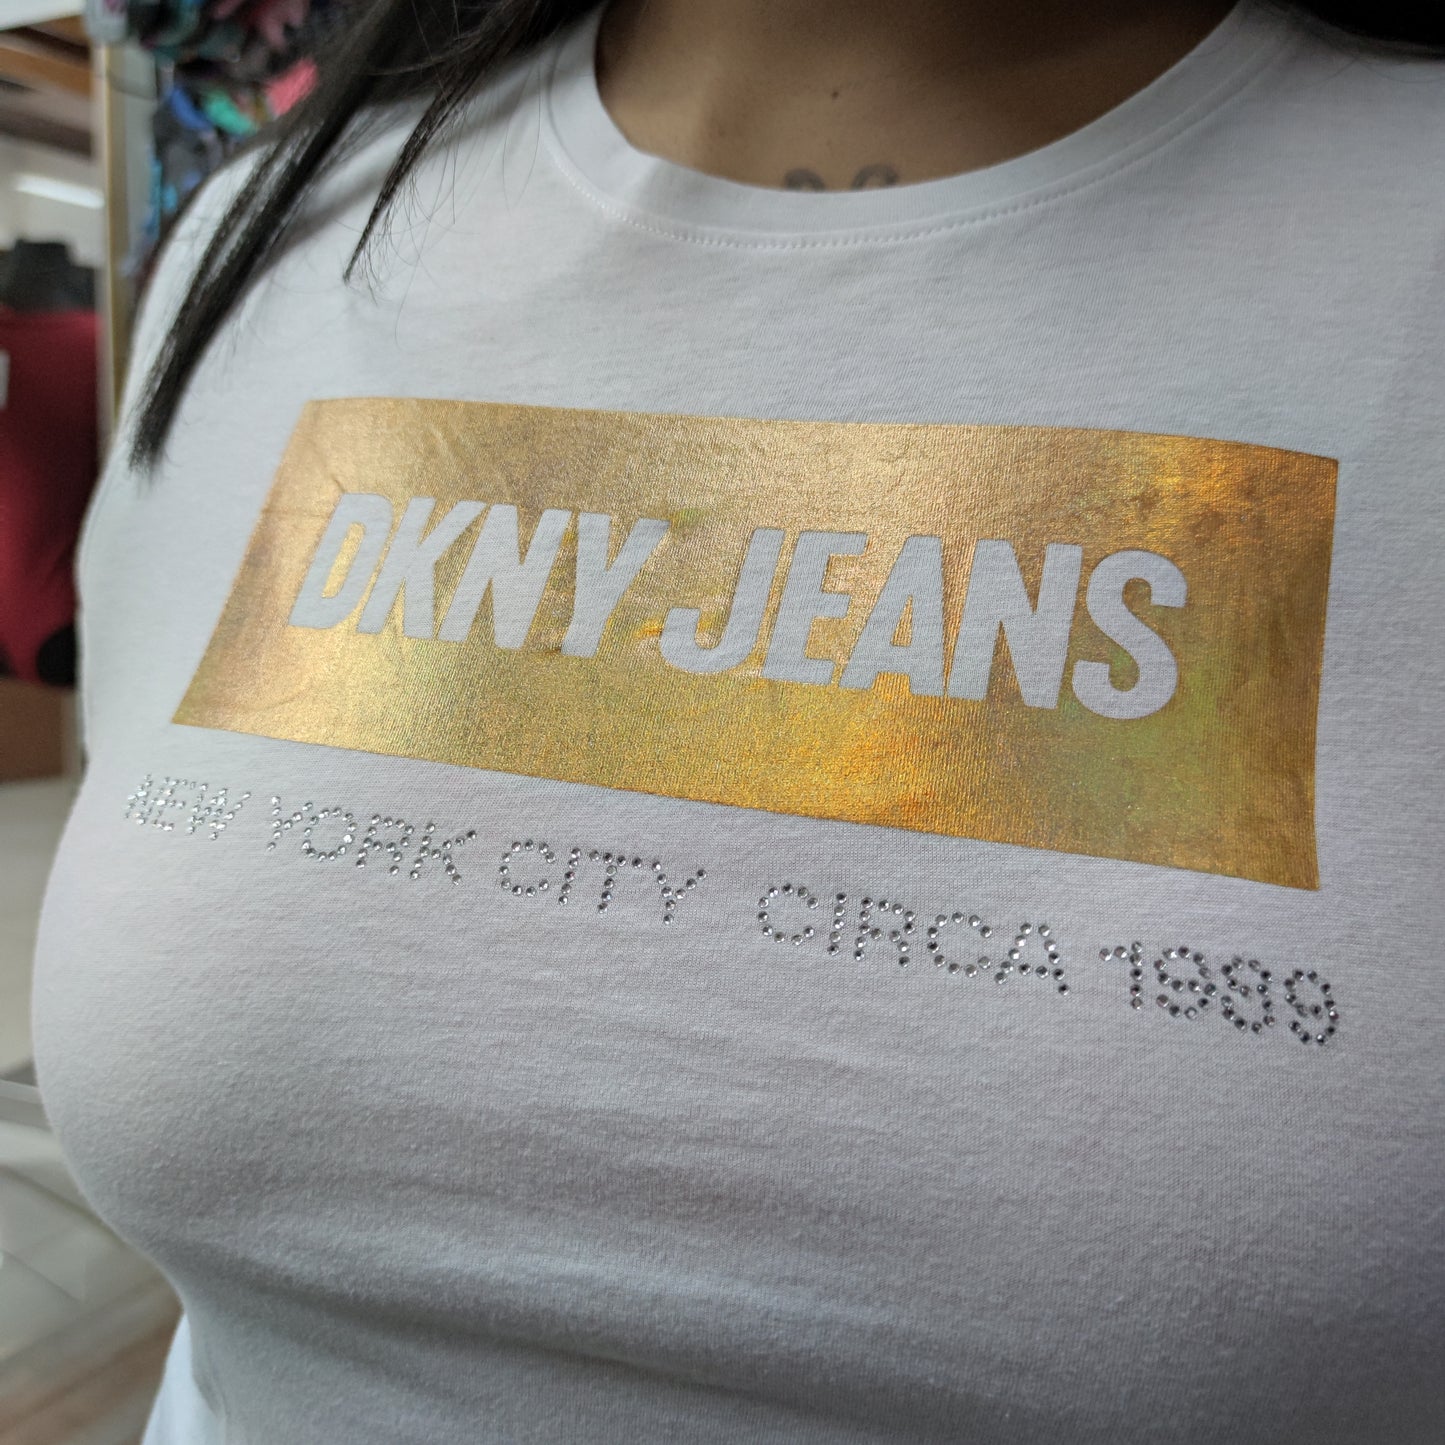 DKNY JEANS
NEW YORK CITY CIRCA 1989